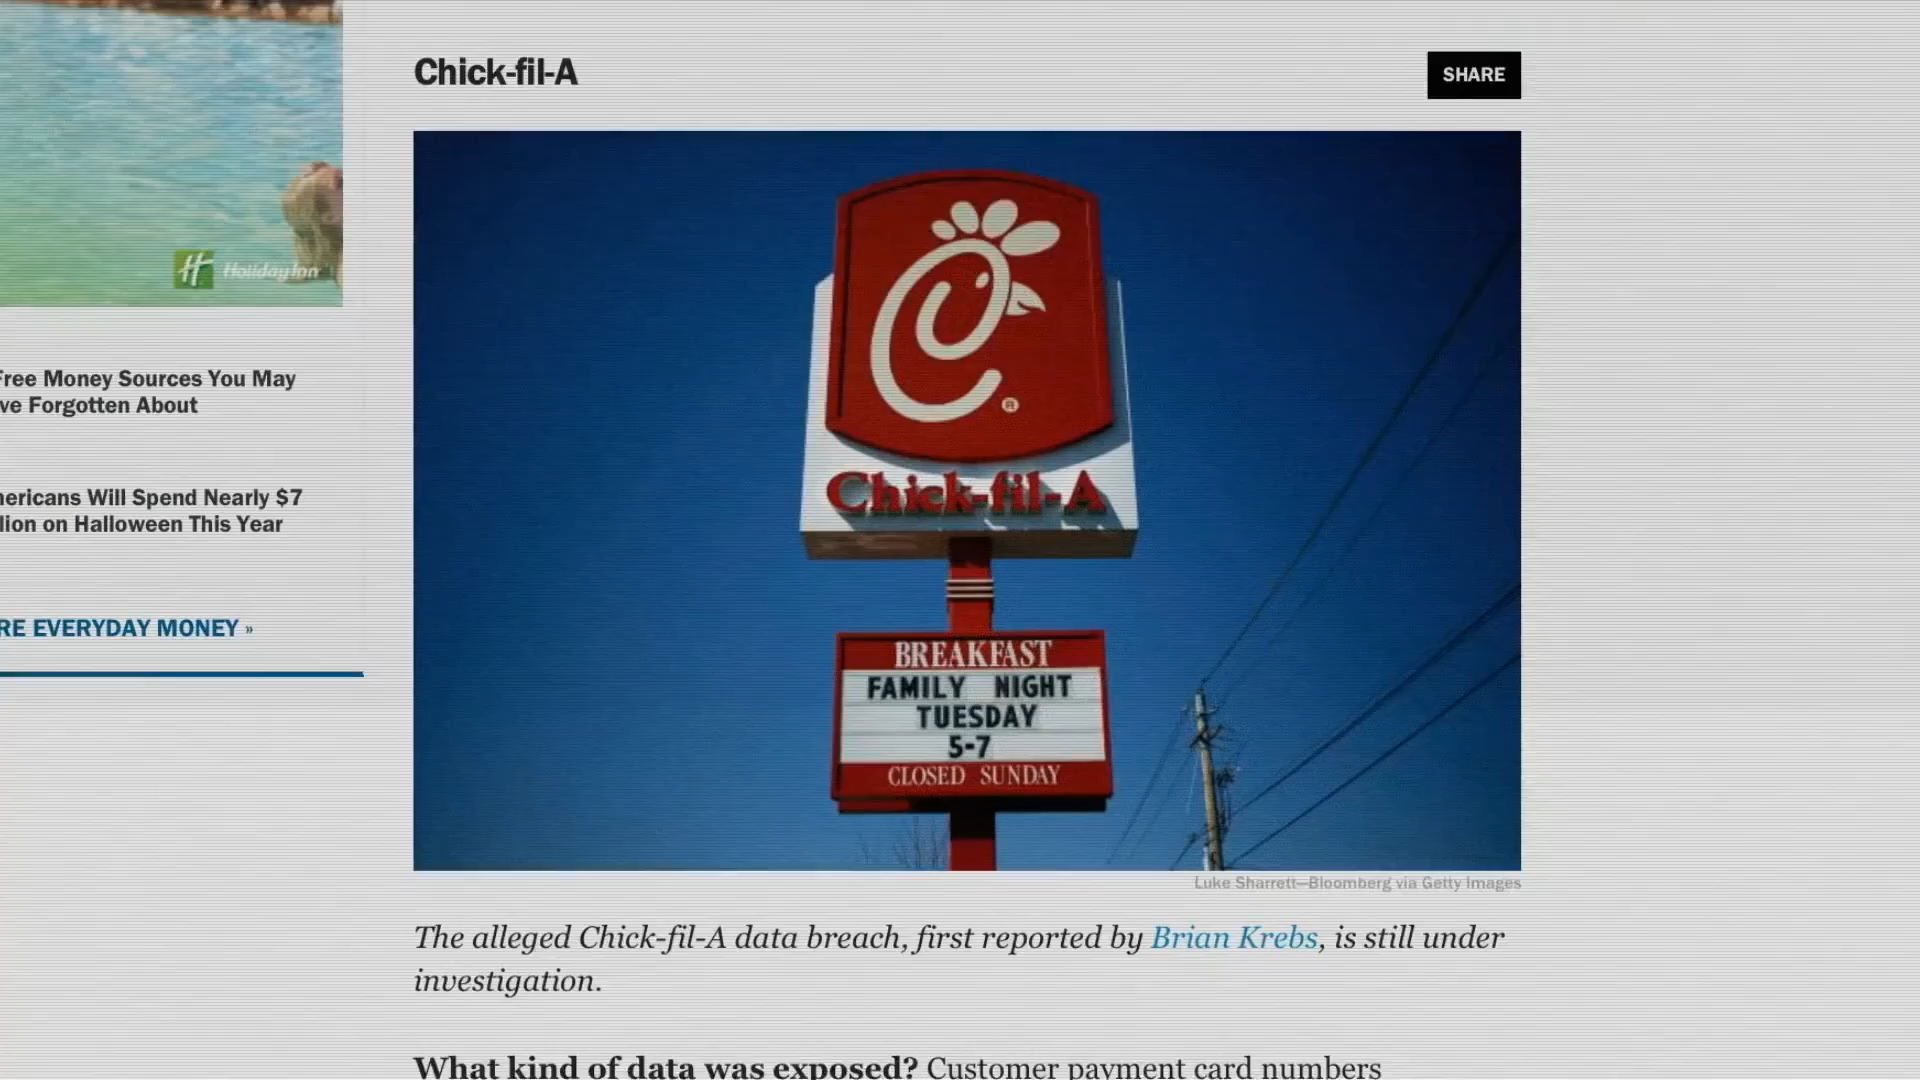 Chick-fil-A
SHARE
Holiday Inn
Free Money Sources You May
ve Forgotten About
mericans Will Spend Nearly $7
lion on Halloween This Year
RE EVERYDAY MONEY »
Chick-fil-A
BREAKFAST
FAMILY NIGHT
TUESDAY
5-7
CLOSED SUNDAY
Luke Sharrett—Bloomberg via Getty Images
The alleged Chick-fil-A data breach, first reported by Brian Krebs, is still under
investigation.
What kind of data was exposed? Customer payment card numbers